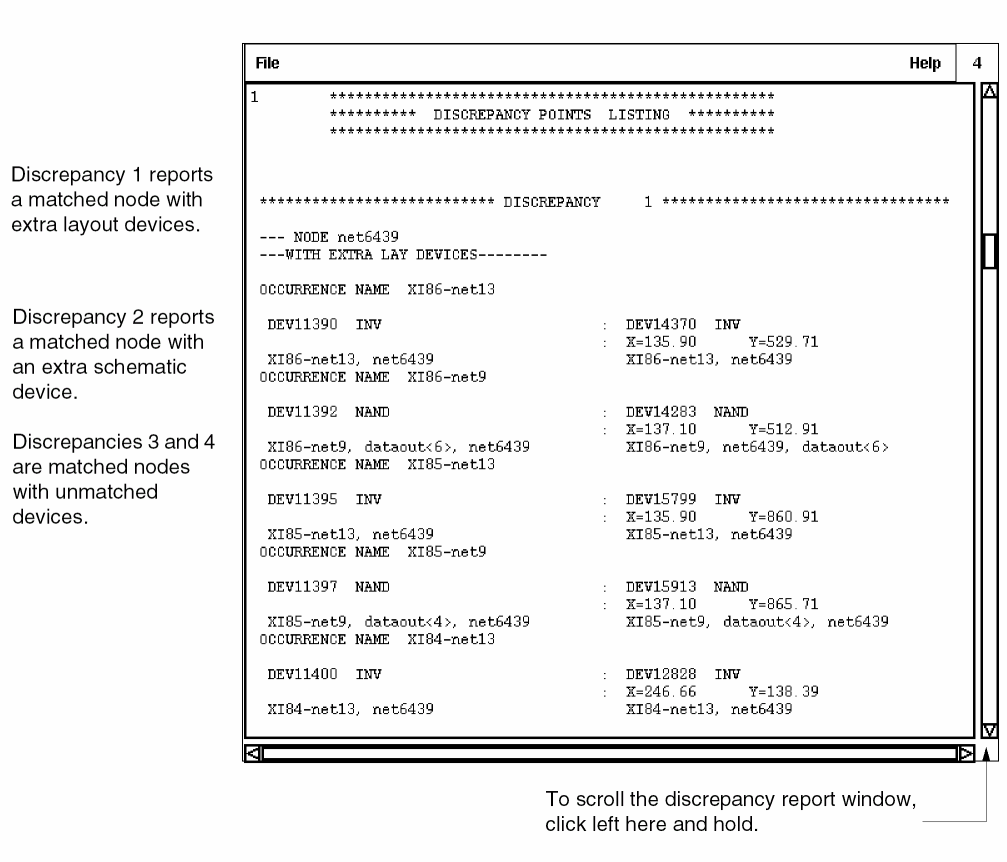 File Help 4
1 ***************************************************
********** DISCREPANCY POINTS LISTING **********
***************************************************
Discrepancy 1 reports
a matched node with
extra layout devices.
*************************** DISCREPANCY 1 *********************************
--- NODE net6439
---WITH EXTRA LAY DEVICES--------
OCCURRENCE NAME XI86-net13
Discrepancy 2 reports
a matched node with
an extra schematic
device.
DEV11390 INV : DEV14370 INV
: X=135.90 Y=529.71
XI86-net13, net6439 XI86-net13, net6439
OCCURRENCE NAME XI86-net9
Discrepancies 3 and 4
are matched nodes
with unmatched
devices.
DEV11392 NAND : DEV14283 NAND
: X=137.10 Y=512.91
XI86-net9, dataout<6>, net6439 XI86-net9, net6439, dataout<6>
OCCURRENCE NAME XI85-net13
DEV11395 INV : DEV15799 INV
: X=135.90 Y=860.91
XI85-net13, net6439 XI85-net13, net6439
OCCURRENCE NAME XI85-net9
DEV11397 NAND : DEV15913 NAND
: X=137.10 Y=865.71
XI85-net9, dataout<4>, net6439 XI85-net9, dataout<4>, net6439
OCCURRENCE NAME XI84-net13
DEV11400 INV : DEV12828 INV
: X=246.66 Y=138.39
XI84-net13, net6439 XI84-net13, net6439
To scroll the discrepancy report window,
click left here and hold.